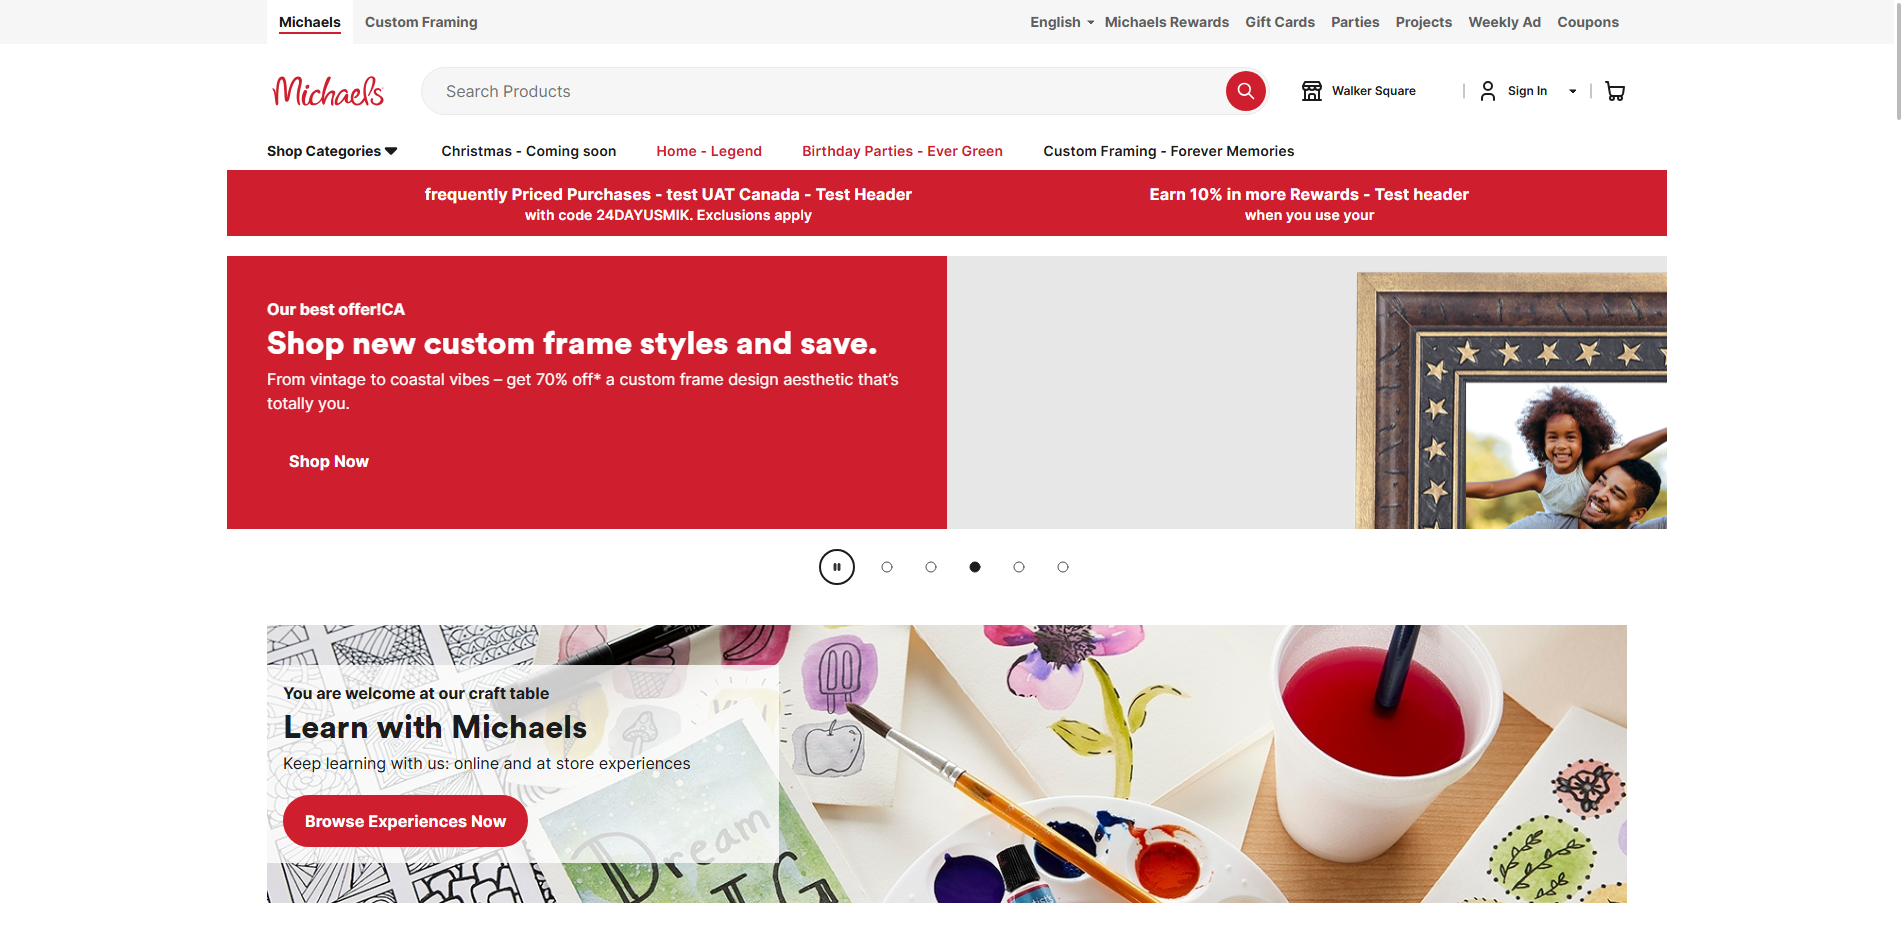 Michaels
Custom Framing
English
Michaels Rewards
Gift Cards
Parties
Projects
Weekly Ad
Coupons
Michaels
Search Products
Walker Square
Sign In
Shop Categories
Christmas - Coming soon
Home - Legend
Birthday Parties - Ever Green
Custom Framing - Forever Memories
frequently Priced Purchases - test UAT Canada - Test Header
with code 24DAYUSMIK. Exclusions apply
Earn 10% in more Rewards - Test header
when you use your
Our best offer!CA
Shop new custom frame styles and save.
From vintage to coastal vibes – get 70% off* a custom frame design aesthetic that's
totally you.
Shop Now
You are welcome at our craft table
Learn with Michaels
Keep learning with us: online and at store experiences
Browse Experiences Now
Dream